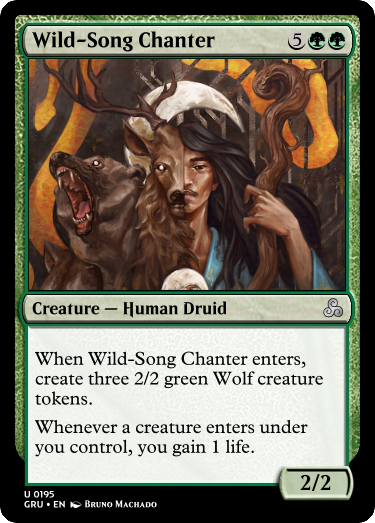 Wild-Song Chanter 5
Creature — Human Druid
When Wild-Song Chanter enters,
create three 2/2 green Wolf creature
tokens.
Whenever a creature enters under
you control, you gain 1 life.
2/2
U 0195
GRU • EN Bruno Machado